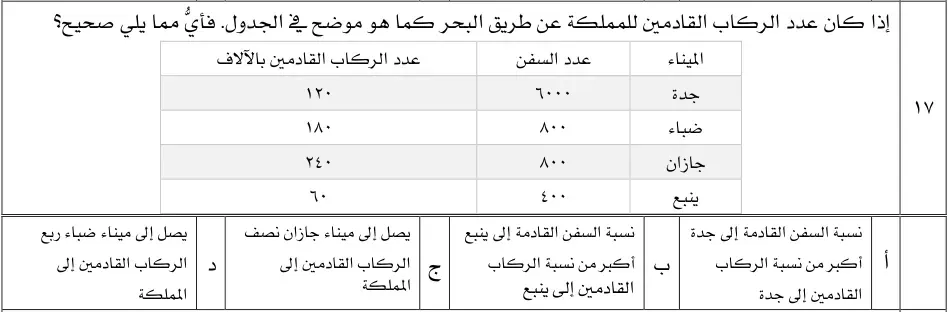 ١٧
إذا كان عدد الركاب القادمين للمملكة عن طريق البحر كما هو موضح في الجدول. فأيُّ مما يلي صحيح؟
الميناء عدد السفن عدد الركاب القادمين بالآلاف
جدة ٦٠٠٠ ١٢٠
ضباء ٨٠٠ ١٨٠
جازان ٨٠٠ ٢٤٠
ينبع ٤٠٠ ٦٠
أ
نسبة السفن القادمة إلى جدة
أكبر من نسبة الركاب
القادمين إلى جدة
ب
نسبة السفن القادمة إلى ينبع
أكبر من نسبة الركاب
القادمين إلى ينبع
ج
يصل إلى ميناء جازان نصف
الركاب القادمين إلى
المملكة
د
يصل إلى ميناء ضباء ربع
الركاب القادمين إلى
المملكة